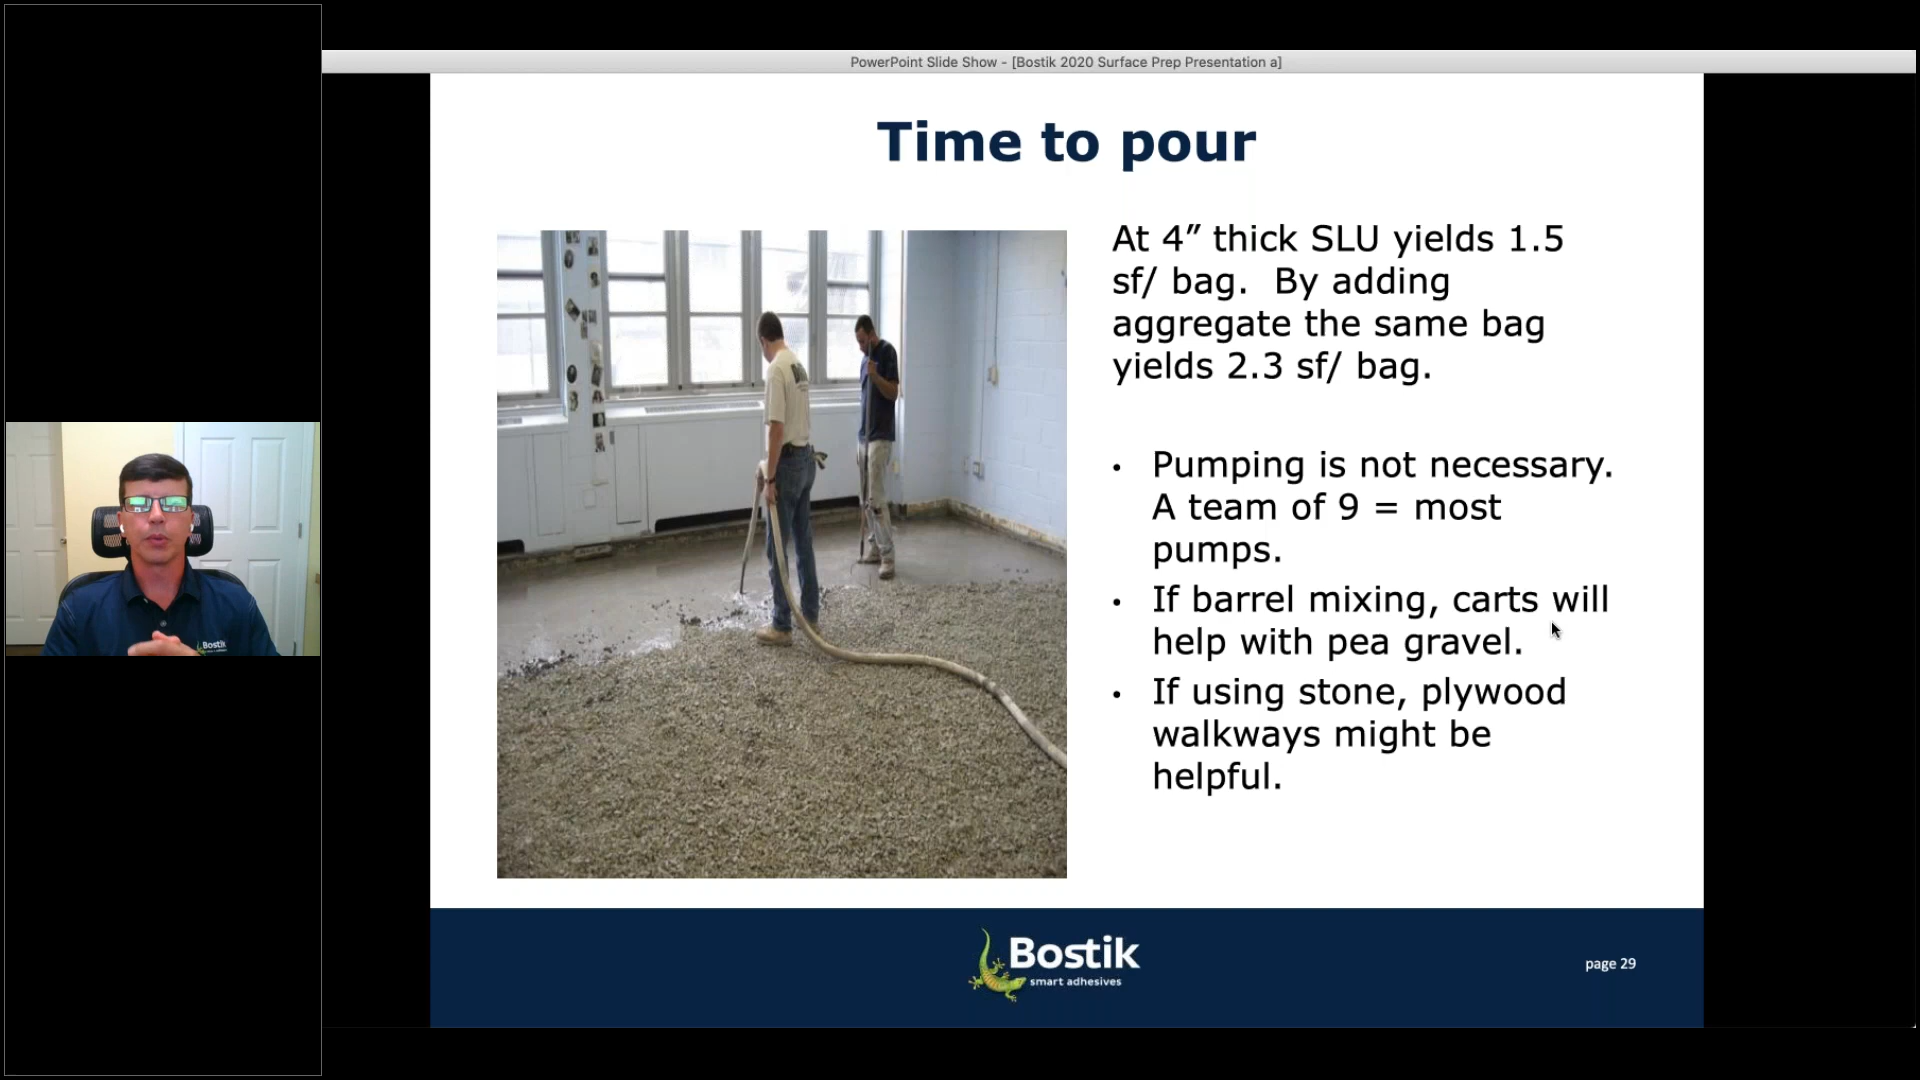 PowerPoint Slide Show - [Bostik 2020 Surface Prep Presentation a]
Time to pour
At 4” thick SLU yields 1.5
sf/ bag.  By adding
aggregate the same bag
yields 2.3 sf/ bag.
• Pumping is not necessary.
A team of 9 = most
pumps.
• If barrel mixing, carts will
help with pea gravel.
• If using stone, plywood
walkways might be
helpful.
Bostik
Bostik
smart adhesives
page 29